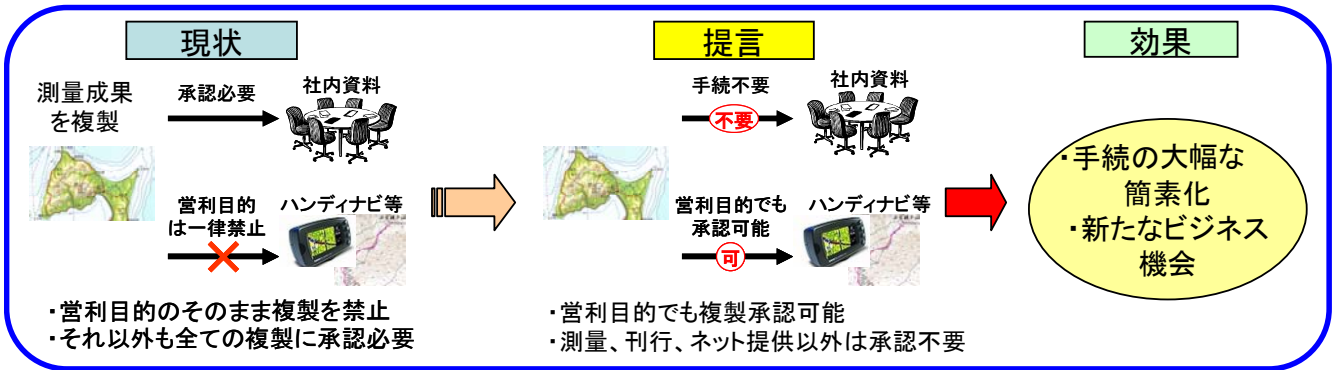 現状
測量成果
を複製
承認必要
社内資料
営利目的
は一律禁止
ハンディナビ等
・営利目的のそのまま複製を禁止
・それ以外も全ての複製に承認必要
提言
手続不要
不要
社内資料
営利目的でも
承認可能
可
ハンディナビ等
・営利目的でも複製承認可能
・測量、刊行、ネット提供以外は承認不要
効果
・手続の大幅な
簡素化
・新たなビジネス
機会